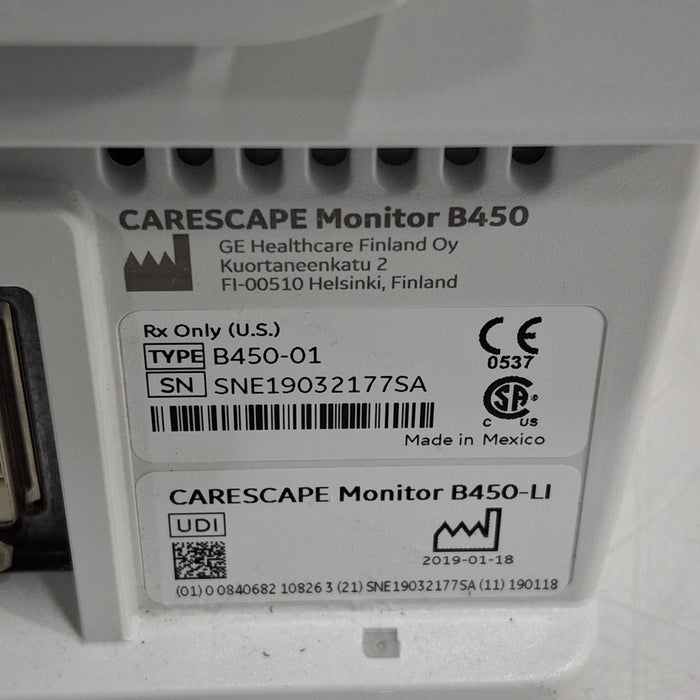 CARESCAPE Monitor B450
GE Healthcare Finland Oy
Kuortaneenkatu 2
FI-00510 Helsinki, Finland
Rx Only (U.S.)
TYPE B450-01
SN SNE19032177SA
CE
0537
CSA
C US
Made in Mexico
CARESCAPE Monitor B450-LI
UDI
2019-01-18
(01) 0 0840682 10826 3 (21) SNE19032177SA (11) 190118